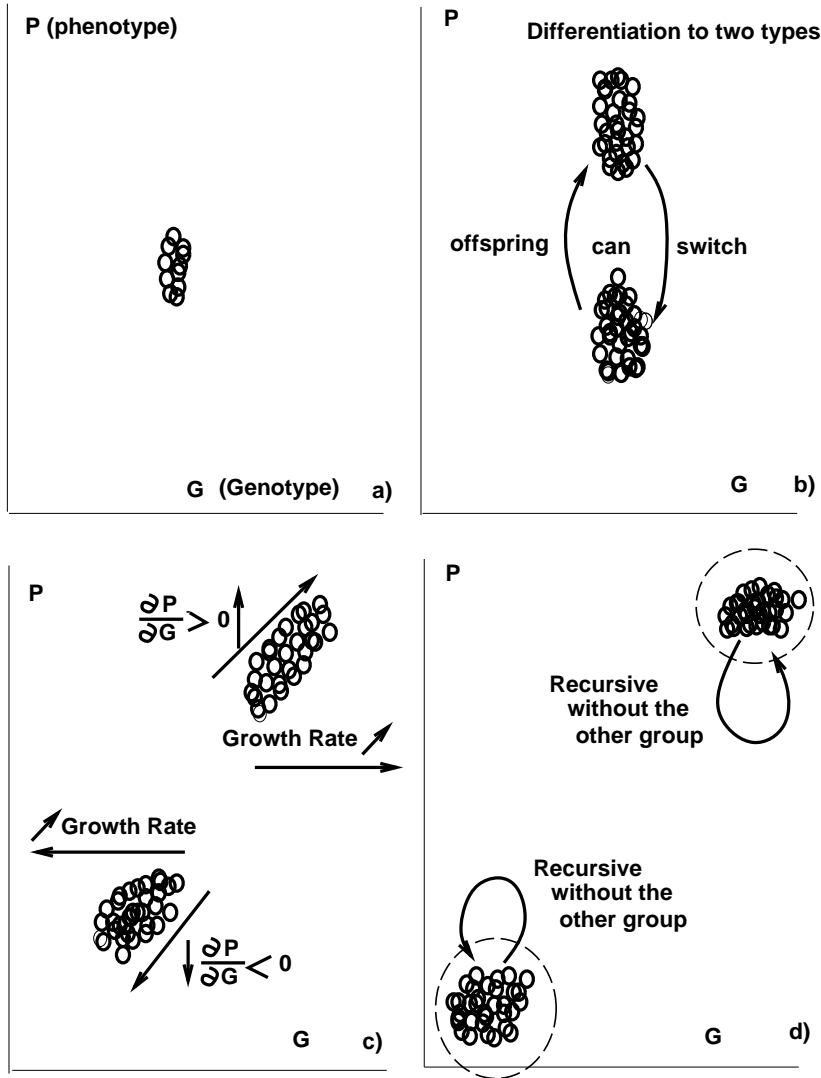 P (phenotype)
G (Genotype) a)
P
Differentiation to two types
offspring can switch
G b)
P
∂P
∂G > 0
Growth Rate
Growth Rate
∂P
∂G < 0
G c)
P
Recursive
without the
other group
Recursive
without the
other group
G d)